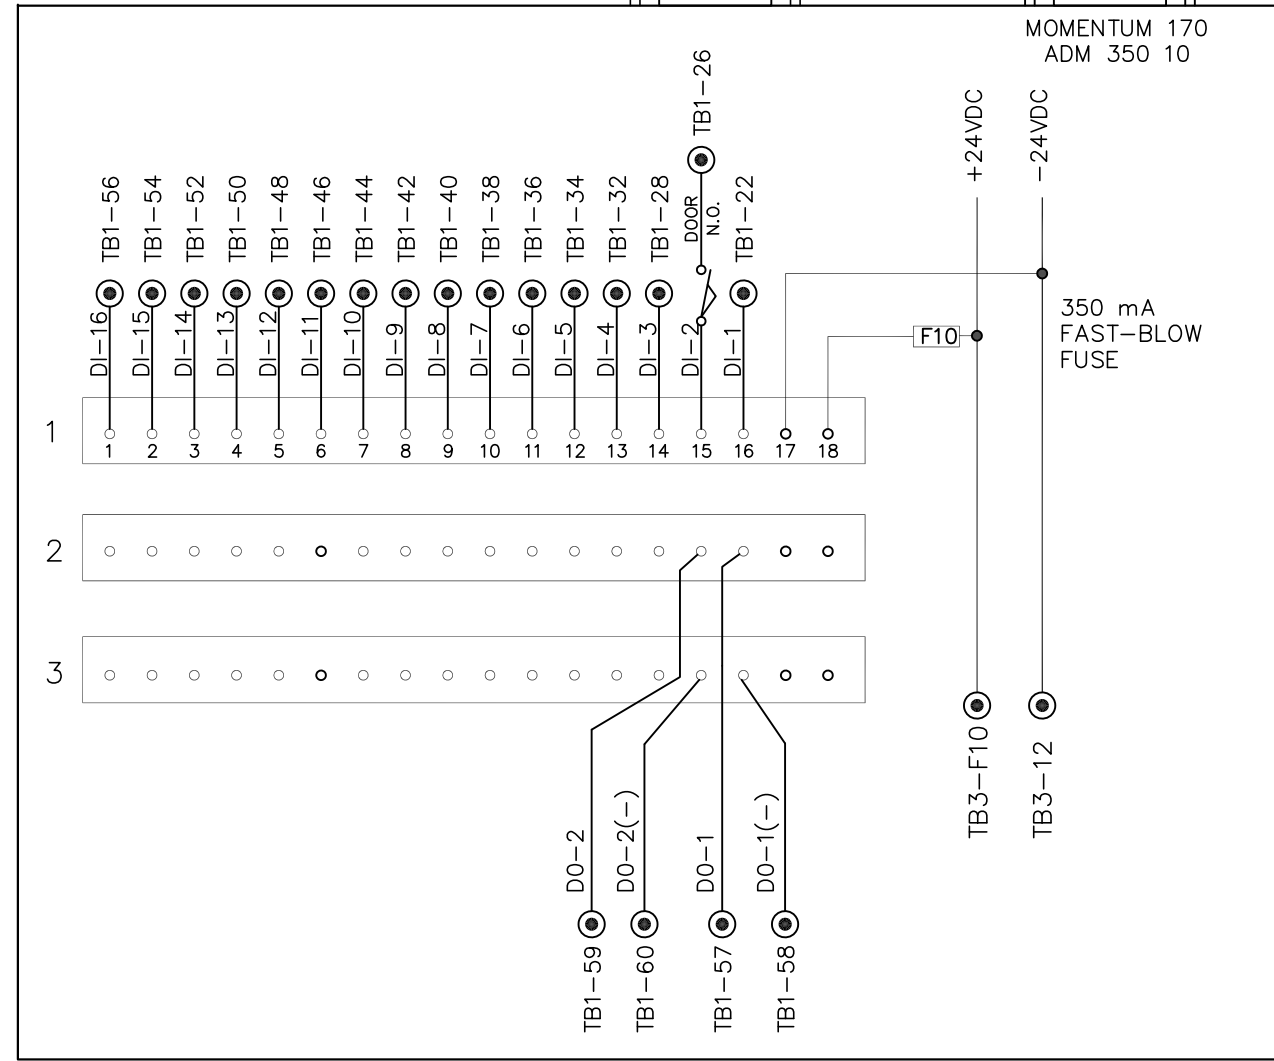 MOMENTUM 170
ADM 350 10
TB1-26
+24VDC
-24VDC
TB1-56
TB1-54
TB1-52
TB1-50
TB1-48
TB1-46
TB1-44
TB1-42
TB1-40
TB1-38
TB1-36
TB1-34
TB1-32
TB1-28
DOOR
N.O.
TB1-22
DI-16
DI-15
DI-14
DI-13
DI-12
DI-11
DI-10
DI-9
DI-8
DI-7
DI-6
DI-5
DI-4
DI-3
DI-2
DI-1
F10
350 mA
FAST-BLOW
FUSE
1
1 2 3 4 5 6 7 8 9 10 11 12 13 14 15 16 17 18
2
3
DO-2
DO-2(-)
DO-1
DO-1(-)
TB3-F10
TB3-12
TB1-59
TB1-60
TB1-57
TB1-58